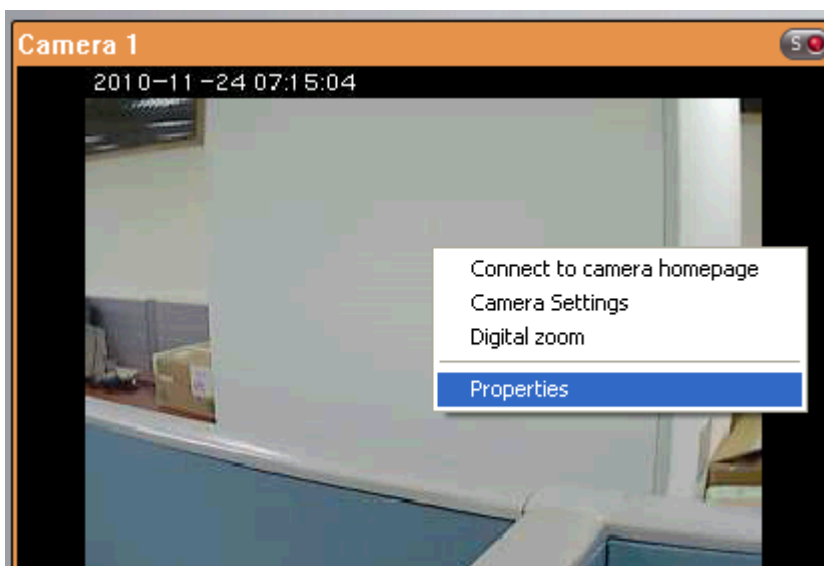 Camera 1
S
2010-11-24 07:15:04
Connect to camera homepage
Camera Settings
Digital zoom
Properties